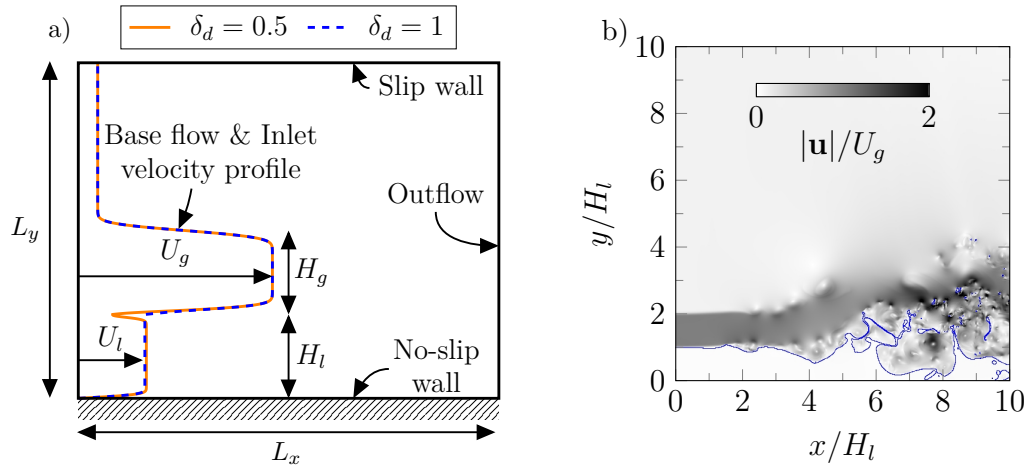 a)
δ_d = 0.5
δ_d = 1
Slip wall
Base flow & Inlet
velocity profile
Outflow
L_y
U_g
H_g
U_l
H_l
No-slip
wall
L_x
b)
10
8
6
4
2
0
y/H_l
0
2
|u|/U_g
0
2
4
6
8
10
x/H_l